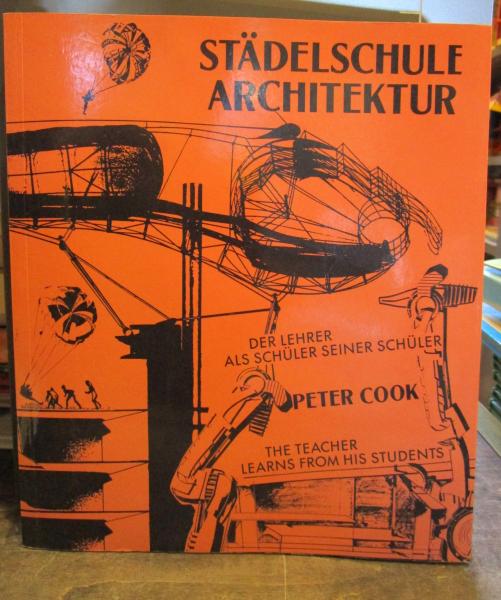 STÄDELSCHULE
ARCHITEKTUR
DER LEHRER
ALS SCHÜLER SEINER SCHÜLER
PETER COOK
THE TEACHER
LEARNS FROM HIS STUDENTS